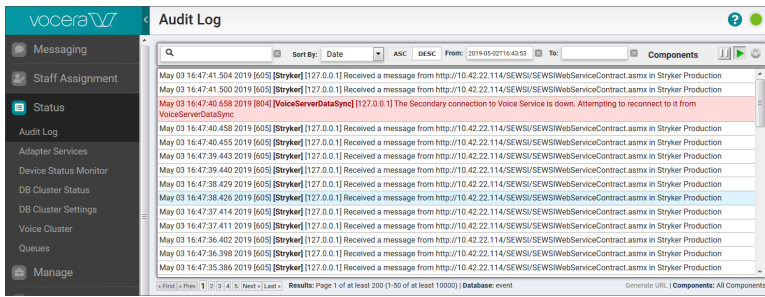 vocera
Audit Log
Messaging
Staff Assignment
Status
Audit Log
Adapter Services
Device Status Monitor
DB Cluster Status
DB Cluster Settings
Voice Cluster
Queues
Manage
Sort By: Date ASC DESC From: 2019-05-02T16:43:53 To: Components
May 03 16:47:41.504 2019 [605] [Stryker] [127.0.0.1] Received a message from http://10.42.22.114/SEWSI/SEWSIWebServiceContract.asmx in Stryker Production
May 03 16:47:41.500 2019 [605] [Stryker] [127.0.0.1] Received a message from http://10.42.22.114/SEWSI/SEWSIWebServiceContract.asmx in Stryker Production
May 03 16:47:40.658 2019 [804] [VoiceServerDataSync] [127.0.0.1] The Secondary connection to Voice Service is down. Attempting to reconnect to it from
VoiceServerDataSync
May 03 16:47:40.458 2019 [605] [Stryker] [127.0.0.1] Received a message from http://10.42.22.114/SEWSI/SEWSIWebServiceContract.asmx in Stryker Production
May 03 16:47:40.455 2019 [605] [Stryker] [127.0.0.1] Received a message from http://10.42.22.114/SEWSI/SEWSIWebServiceContract.asmx in Stryker Production
May 03 16:47:39.443 2019 [605] [Stryker] [127.0.0.1] Received a message from http://10.42.22.114/SEWSI/SEWSIWebServiceContract.asmx in Stryker Production
May 03 16:47:39.440 2019 [605] [Stryker] [127.0.0.1] Received a message from http://10.42.22.114/SEWSI/SEWSIWebServiceContract.asmx in Stryker Production
May 03 16:47:38.429 2019 [605] [Stryker] [127.0.0.1] Received a message from http://10.42.22.114/SEWSI/SEWSIWebServiceContract.asmx in Stryker Production
May 03 16:47:38.426 2019 [605] [Stryker] [127.0.0.1] Received a message from http://10.42.22.114/SEWSI/SEWSIWebServiceContract.asmx in Stryker Production
May 03 16:47:37.414 2019 [605] [Stryker] [127.0.0.1] Received a message from http://10.42.22.114/SEWSI/SEWSIWebServiceContract.asmx in Stryker Production
May 03 16:47:37.411 2019 [605] [Stryker] [127.0.0.1] Received a message from http://10.42.22.114/SEWSI/SEWSIWebServiceContract.asmx in Stryker Production
May 03 16:47:36.402 2019 [605] [Stryker] [127.0.0.1] Received a message from http://10.42.22.114/SEWSI/SEWSIWebServiceContract.asmx in Stryker Production
May 03 16:47:36.398 2019 [605] [Stryker] [127.0.0.1] Received a message from http://10.42.22.114/SEWSI/SEWSIWebServiceContract.asmx in Stryker Production
May 03 16:47:35.386 2019 [605] [Stryker] [127.0.0.1] Received a message from http://10.42.22.114/SEWSI/SEWSIWebServiceContract.asmx in Stryker Production
« First « Prev 1 2 3 4 5 Next » Last » Results: Page 1 of at least 200 (1-50 of at least 10000) | Database: event Generate URL | Components: All Components